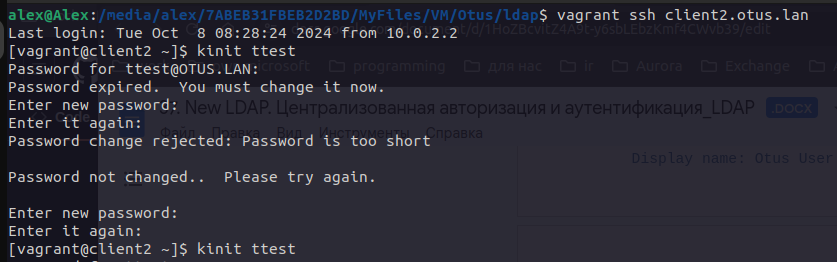 alex@Alex:/media/alex/7ABEB31FBEB2D2BD/MyFiles/VM/Otus/ldap$ vagrant ssh client2.otus.lan
Last login: Tue Oct  8 08:28:24 2024 from 10.0.2.2
[vagrant@client2 ~]$ kinit ttest
programming
для нас
ir
Aurora
Exchange
Password for ttest@OTUS.LAN:
Password expired.  You must change it now.
Enter new password:
Enter it again:
New LDAP. Централизованная авторизация и аутентификация_LDAP
.DOCX
Файл Правка Вид Инструменты Справка
Password change rejected: Password is too short
Display name: Otus User
Password not changed..  Please try again.
Enter new password:
Enter it again:
[vagrant@client2 ~]$ kinit ttest